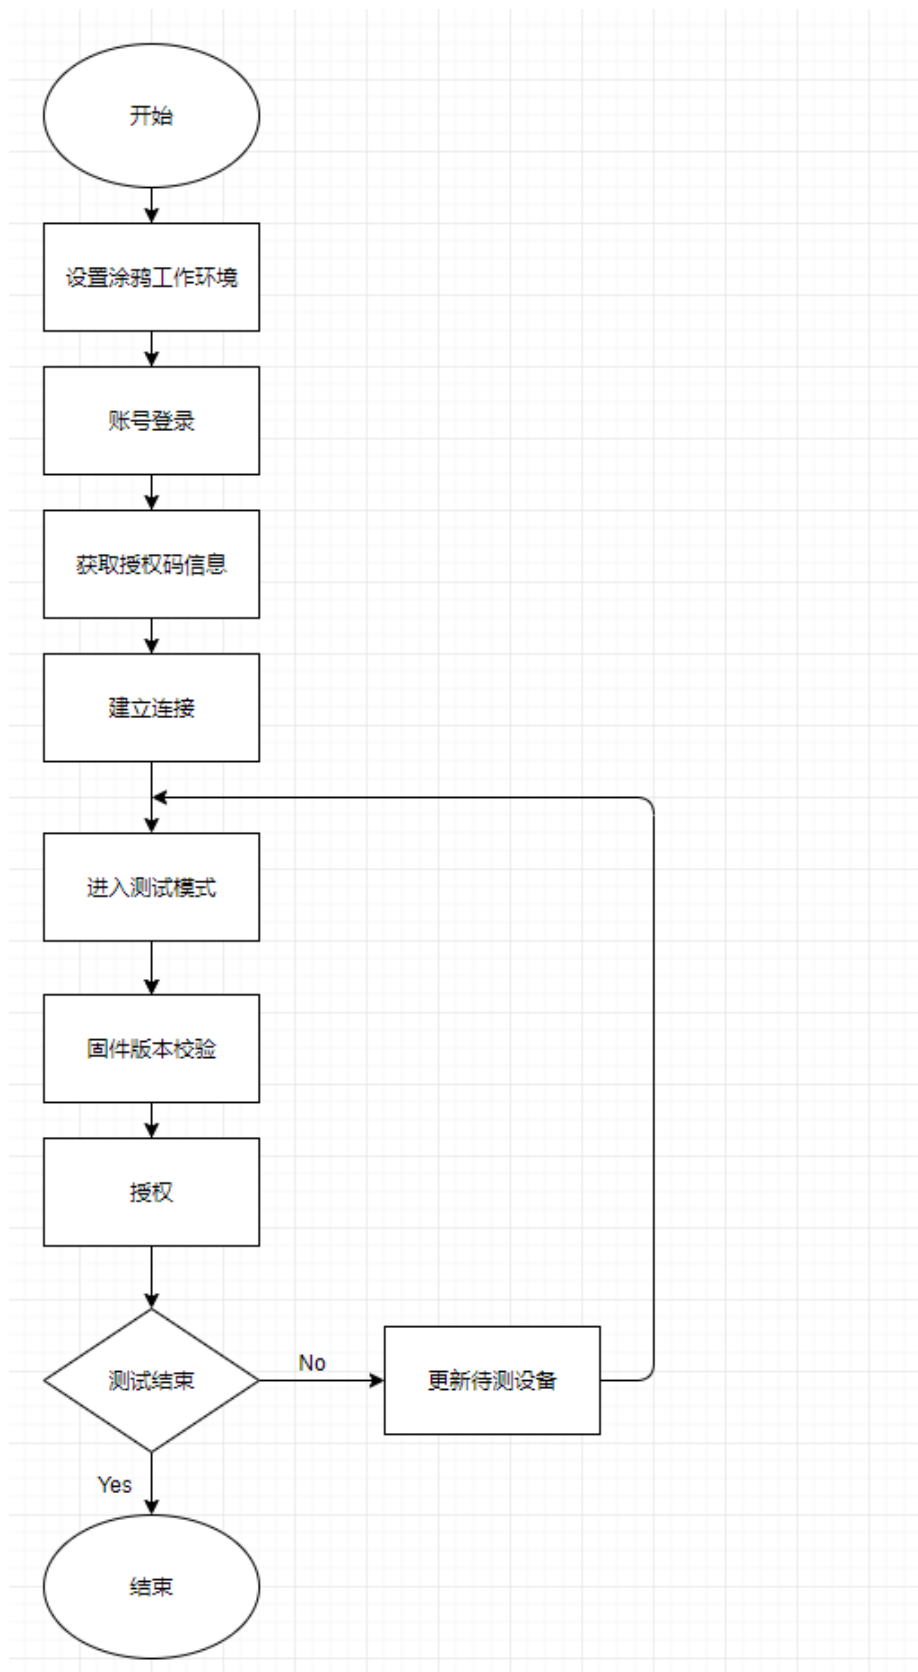 开始
设置涂鸦工作环境
账号登录
获取授权码信息
建立连接
进入测试模式
固件版本校验
授权
测试结束
No
更新待测设备
Yes
结束